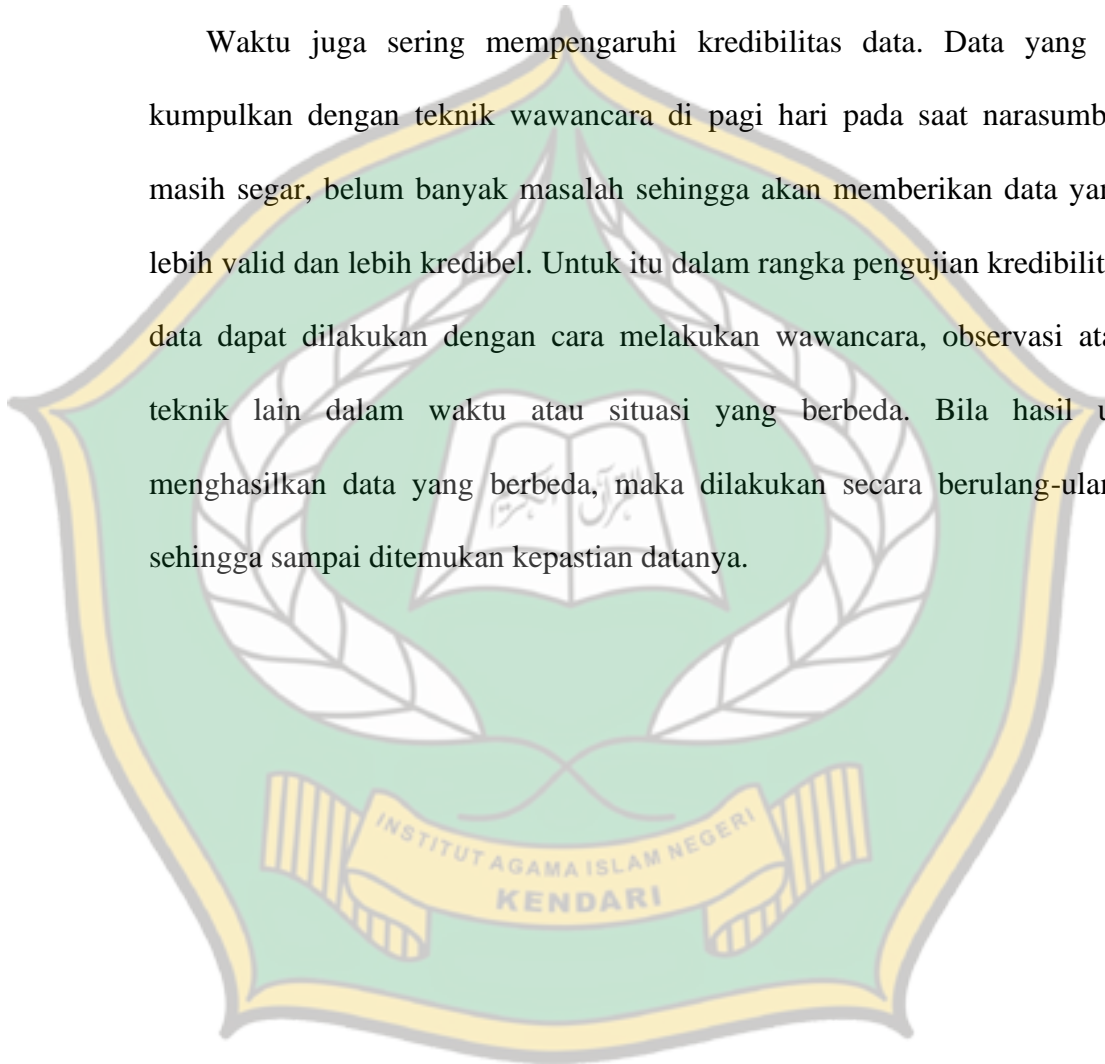 Waktu juga sering mempengaruhi kredibilitas data. Data yang
kumpulkan dengan teknik wawancara di pagi hari pada saat narasumb
masih segar, belum banyak masalah sehingga akan memberikan data yan
lebih valid dan lebih kredibel. Untuk itu dalam rangka pengujian kredibilit
data dapat dilakukan dengan cara melakukan wawancara, observasi ata
teknik lain dalam waktu atau situasi yang berbeda. Bila hasil u
menghasilkan data yang berbeda, maka dilakukan secara berulang-ulan
sehingga sampai ditemukan kepastian datanya.
INSTITUT AGAMA ISLAM NEGERI
KENDARI